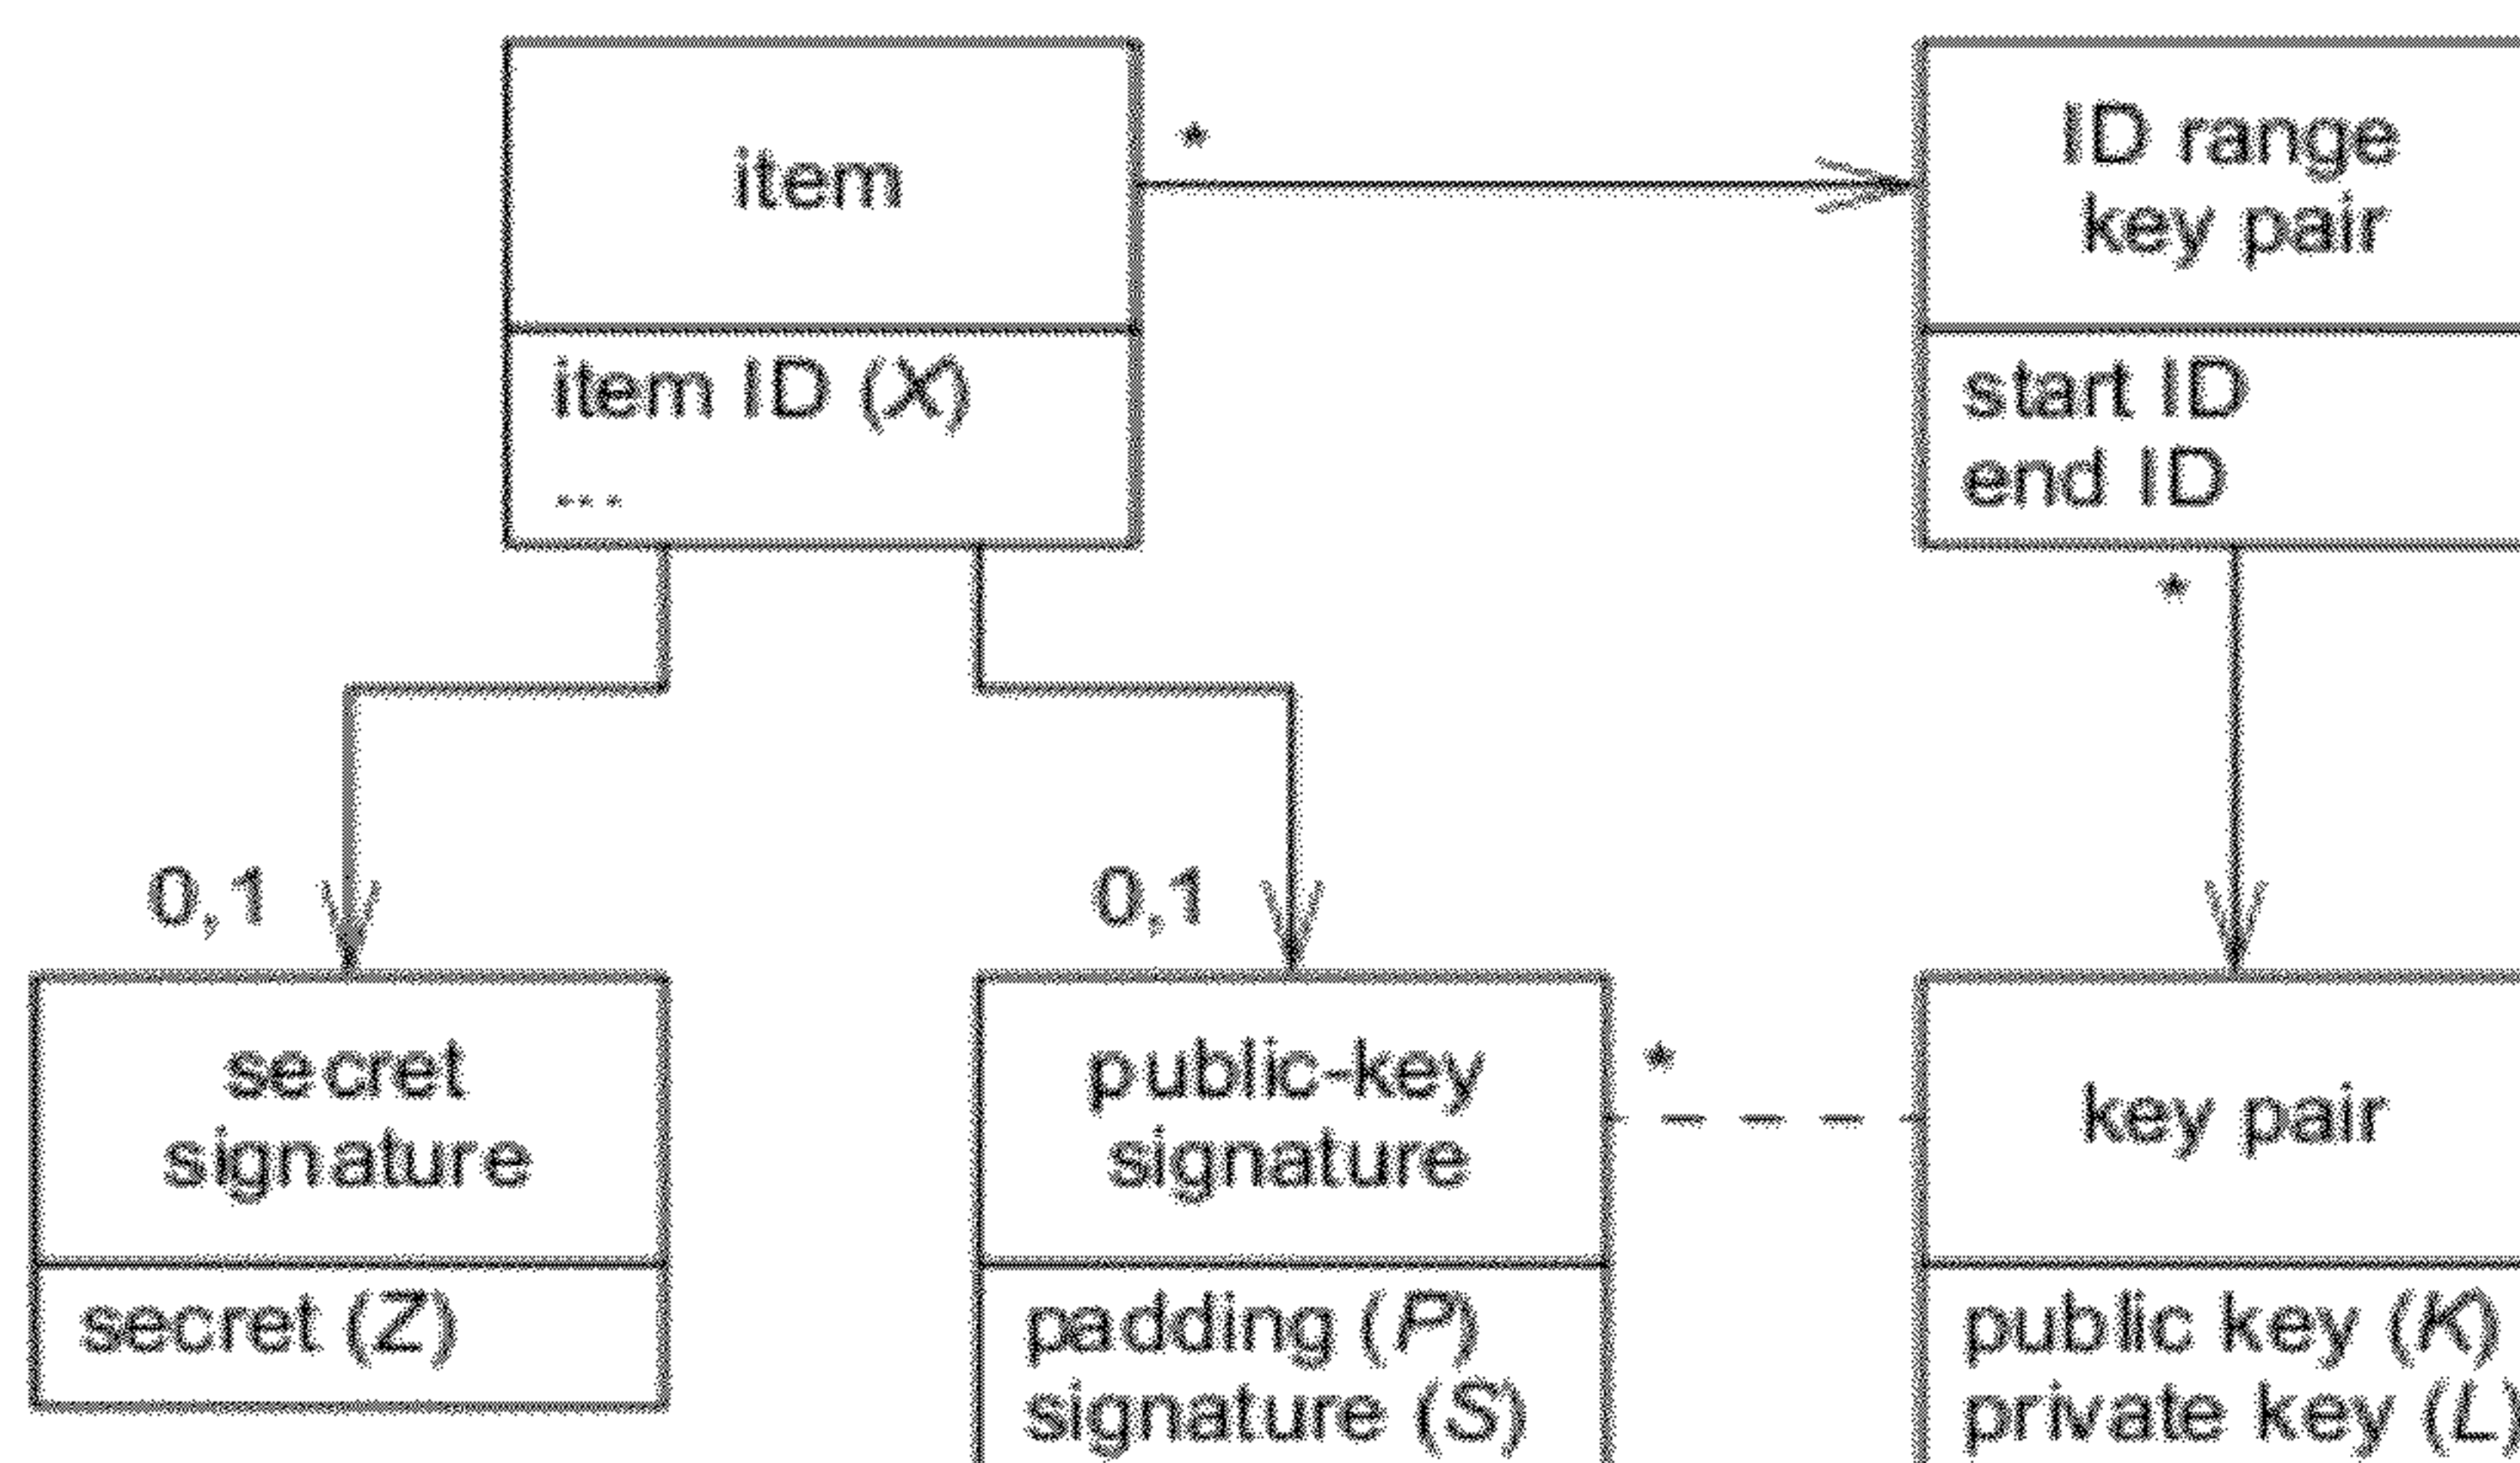 item
*
ID range
key pair
item ID (X)
...
start ID
end ID
*
0,1
0,1
secret
signature
public-key
signature
*
key pair
secret (Z)
padding (P)
signature (S)
public key (K)
private key (L)